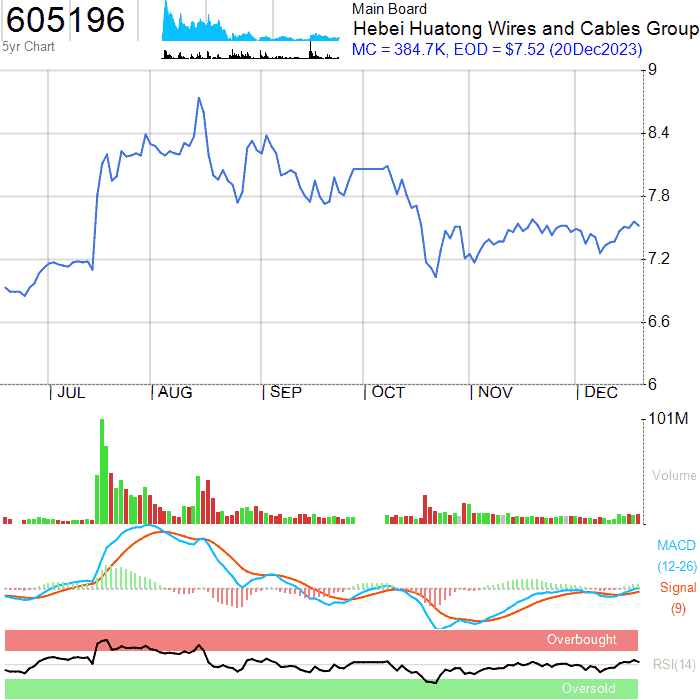 605196
5yr Chart
Main Board
Hebei Huatong Wires and Cables Group
MC = 384.7K, EOD = $7.52 (20Dec2023)
9
8.4
7.8
7.2
6.6
6
| JUL | AUG | SEP | OCT | NOV | DEC
101M
Volume
MACD
(12-26)
Signal
(9)
Overbought
RSI(14)
Oversold